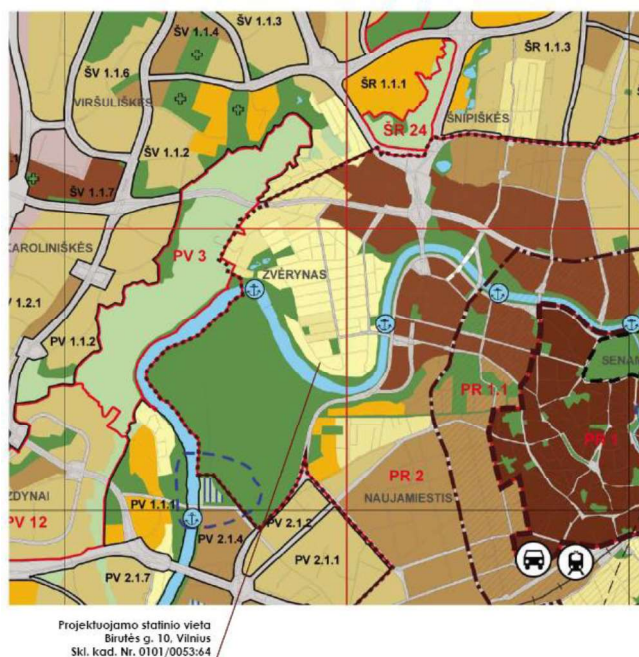 ŠV 1.1.4
ŠV 1.1.3
ŠR 1.1.3
ŠV 1.1.6
ŠR 1.1.1
VIRŠULIŠKĖS
ŠR 24
ŠNIPIŠKĖS
ŠV 1.1.2
ŠV 1.1.7
KAROLINIŠKĖS
PV 3
ŽVĖRYNAS
1.2.1
PV 1.1.2
SENAM
PR 1.1
PR 1
PR 2
NAUJAMIESTIS
ZDYNAI
PV 1.1.1
PV 12
PV 2.1.2
PV 2.1.4
PV 2.1.1
PV 2.1.7
Projektuojamo statinio vieta
Birutės g. 10, Vilnius
Skl. kad. Nr. 0101/0053:64